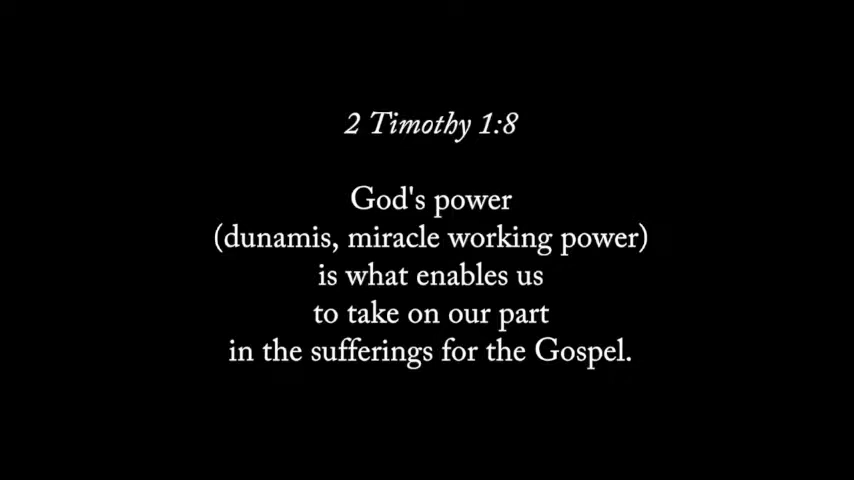 2 Timothy 1:8
God's power
(dunamis, miracle working power)
is what enables us
to take on our part
in the sufferings for the Gospel.